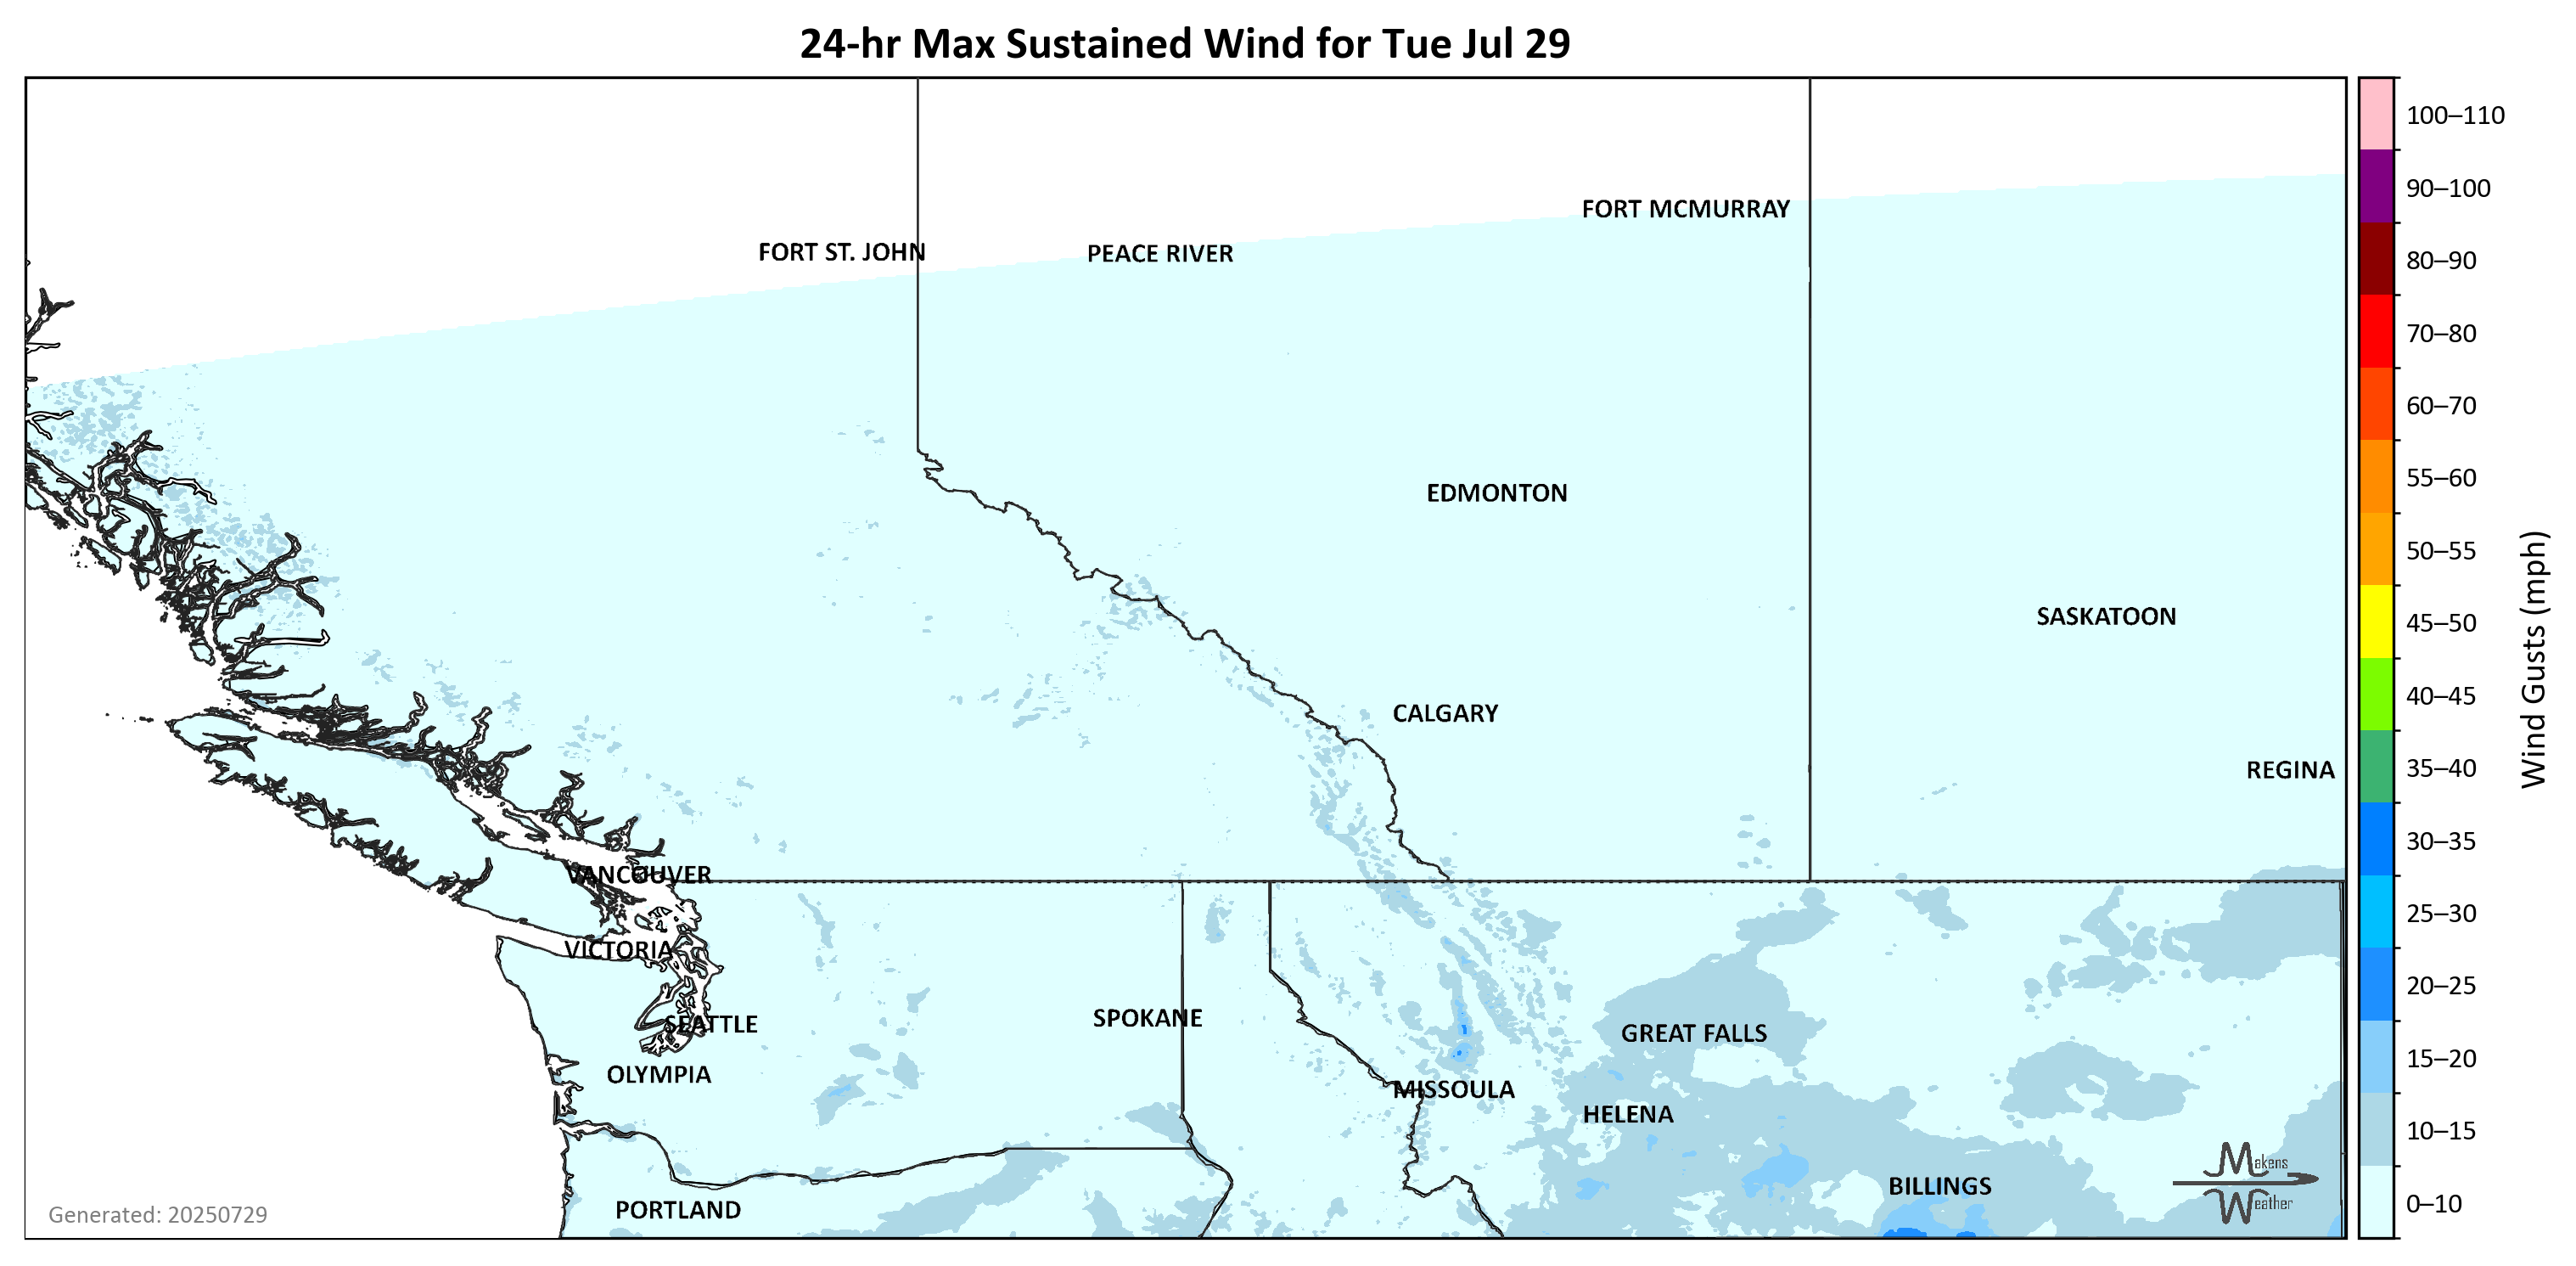 24-hr Max Sustained Wind for Tue Jul 29
100–110
90–100
FORT MCMURRAY
FORT ST. JOHN
PEACE RIVER
80–90
70–80
60–70
55–60
EDMONTON
50–55
SASKATOON
45–50
Wind Gusts (mph)
40–45
CALGARY
35–40
REGINA
30–35
VANCOUVER
25–30
VICTORIA
20–25
SEATTLE
SPOKANE
GREAT FALLS
15–20
OLYMPIA
MISSOULA
HELENA
10–15
Makens
Weather
BILLINGS
0–10
PORTLAND
Generated: 20250729